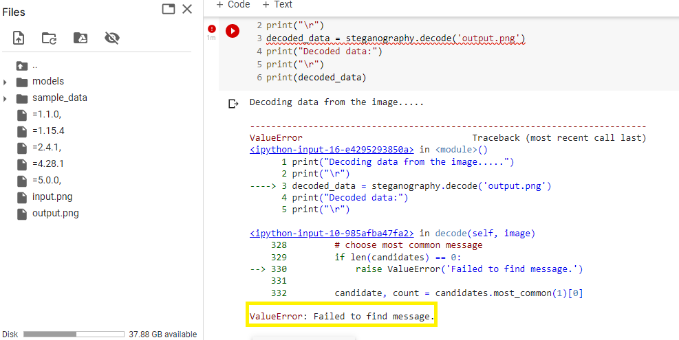 Files
..
models
sample_data
=1.1.0,
=1.15.4
=2.4.1,
=4.28.1
=5.0.0,
input.png
output.png
Disk 37.88 GB available
+ Code + Text
1m
2 print("\r")
3 decoded_data = steganography.decode('output.png')
4 print("Decoded data:")
5 print("\r")
6 print(decoded_data)
Decoding data from the image.....
---------------------------------------------------------------------------
ValueError Traceback (most recent call last)
<ipython-input-16-e4295293850a> in <module>()
1 print("Decoding data from the image.....")
2 print("\r")
----> 3 decoded_data = steganography.decode('output.png')
4 print("Decoded data:")
5 print("\r")
<ipython-input-10-985afba47fa2> in decode(self, image)
328 # choose most common message
329 if len(candidates) == 0:
--> 330 raise ValueError('Failed to find message.')
331
332 candidate, count = candidates.most_common(1)[0]
ValueError: Failed to find message.